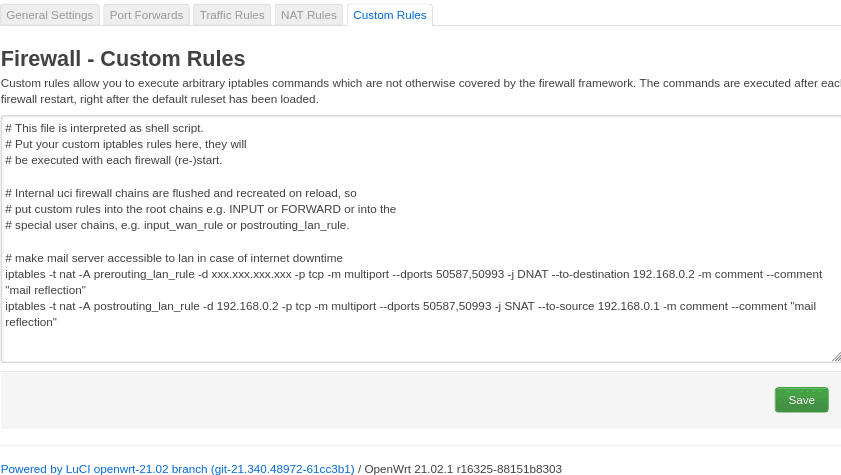 General Settings Port Forwards Traffic Rules NAT Rules Custom Rules
Firewall - Custom Rules
Custom rules allow you to execute arbitrary iptables commands which are not otherwise covered by the firewall framework. The commands are executed after each
firewall restart, right after the default ruleset has been loaded.
# This file is interpreted as shell script.
# Put your custom iptables rules here, they will
# be executed with each firewall (re-)start.
# Internal uci firewall chains are flushed and recreated on reload, so
# put custom rules into the root chains e.g. INPUT or FORWARD or into the
# special user chains, e.g. input_wan_rule or postrouting_lan_rule.
# make mail server accessible to lan in case of internet downtime
iptables -t nat -A prerouting_lan_rule -d xxx.xxx.xxx.xxx -p tcp -m multiport --dports 50587,50993 -j DNAT --to-destination 192.168.0.2 -m comment --comment
"mail reflection"
iptables -t nat -A postrouting_lan_rule -d 192.168.0.2 -p tcp -m multiport --dports 50587,50993 -j SNAT --to-source 192.168.0.1 -m comment --comment "mail
reflection"
Save
Powered by LuCI openwrt-21.02 branch (git-21.340.48972-61cc3b1) / OpenWrt 21.02.1 r16325-88151b8303